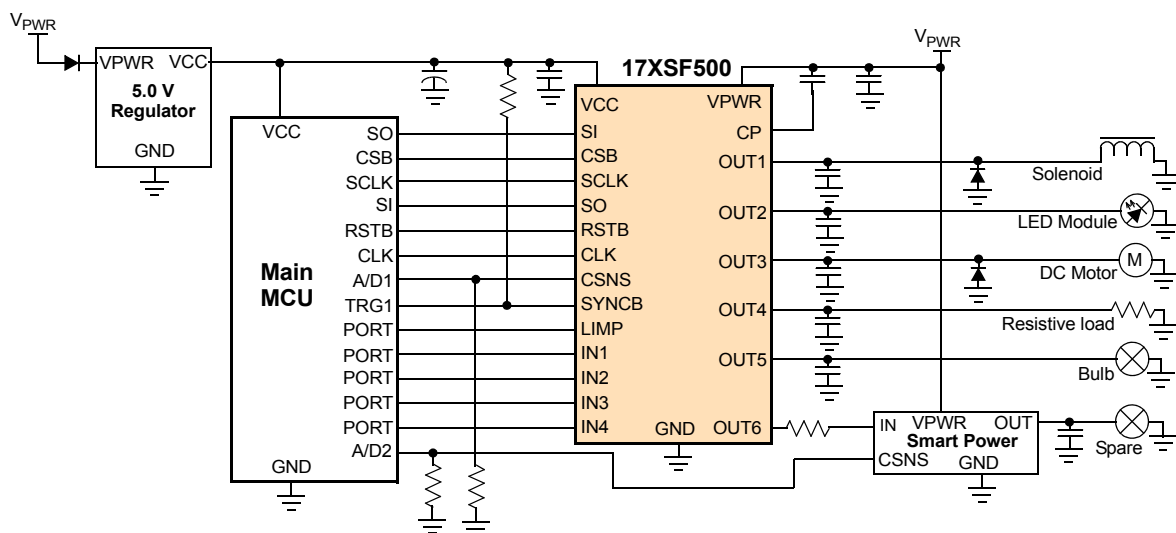 VPWR
VPWR VCC
5.0 V
Regulator
GND
Main
MCU
VCC
SO
CSB
SCLK
SI
RSTB
CLK
A/D1
TRG1
PORT
PORT
PORT
PORT
PORT
A/D2
GND
17XSF500
VCC
SI
CSB
SCLK
SO
RSTB
CLK
CSNS
SYNCB
LIMP
IN1
IN2
IN3
IN4
VPWR
CP
OUT1
OUT2
OUT3
OUT4
OUT5
OUT6
GND
VPWR
Solenoid
LED Module
M
DC Motor
Resistive load
Bulb
IN VPWR OUT
Smart Power
CSNS GND
Spare